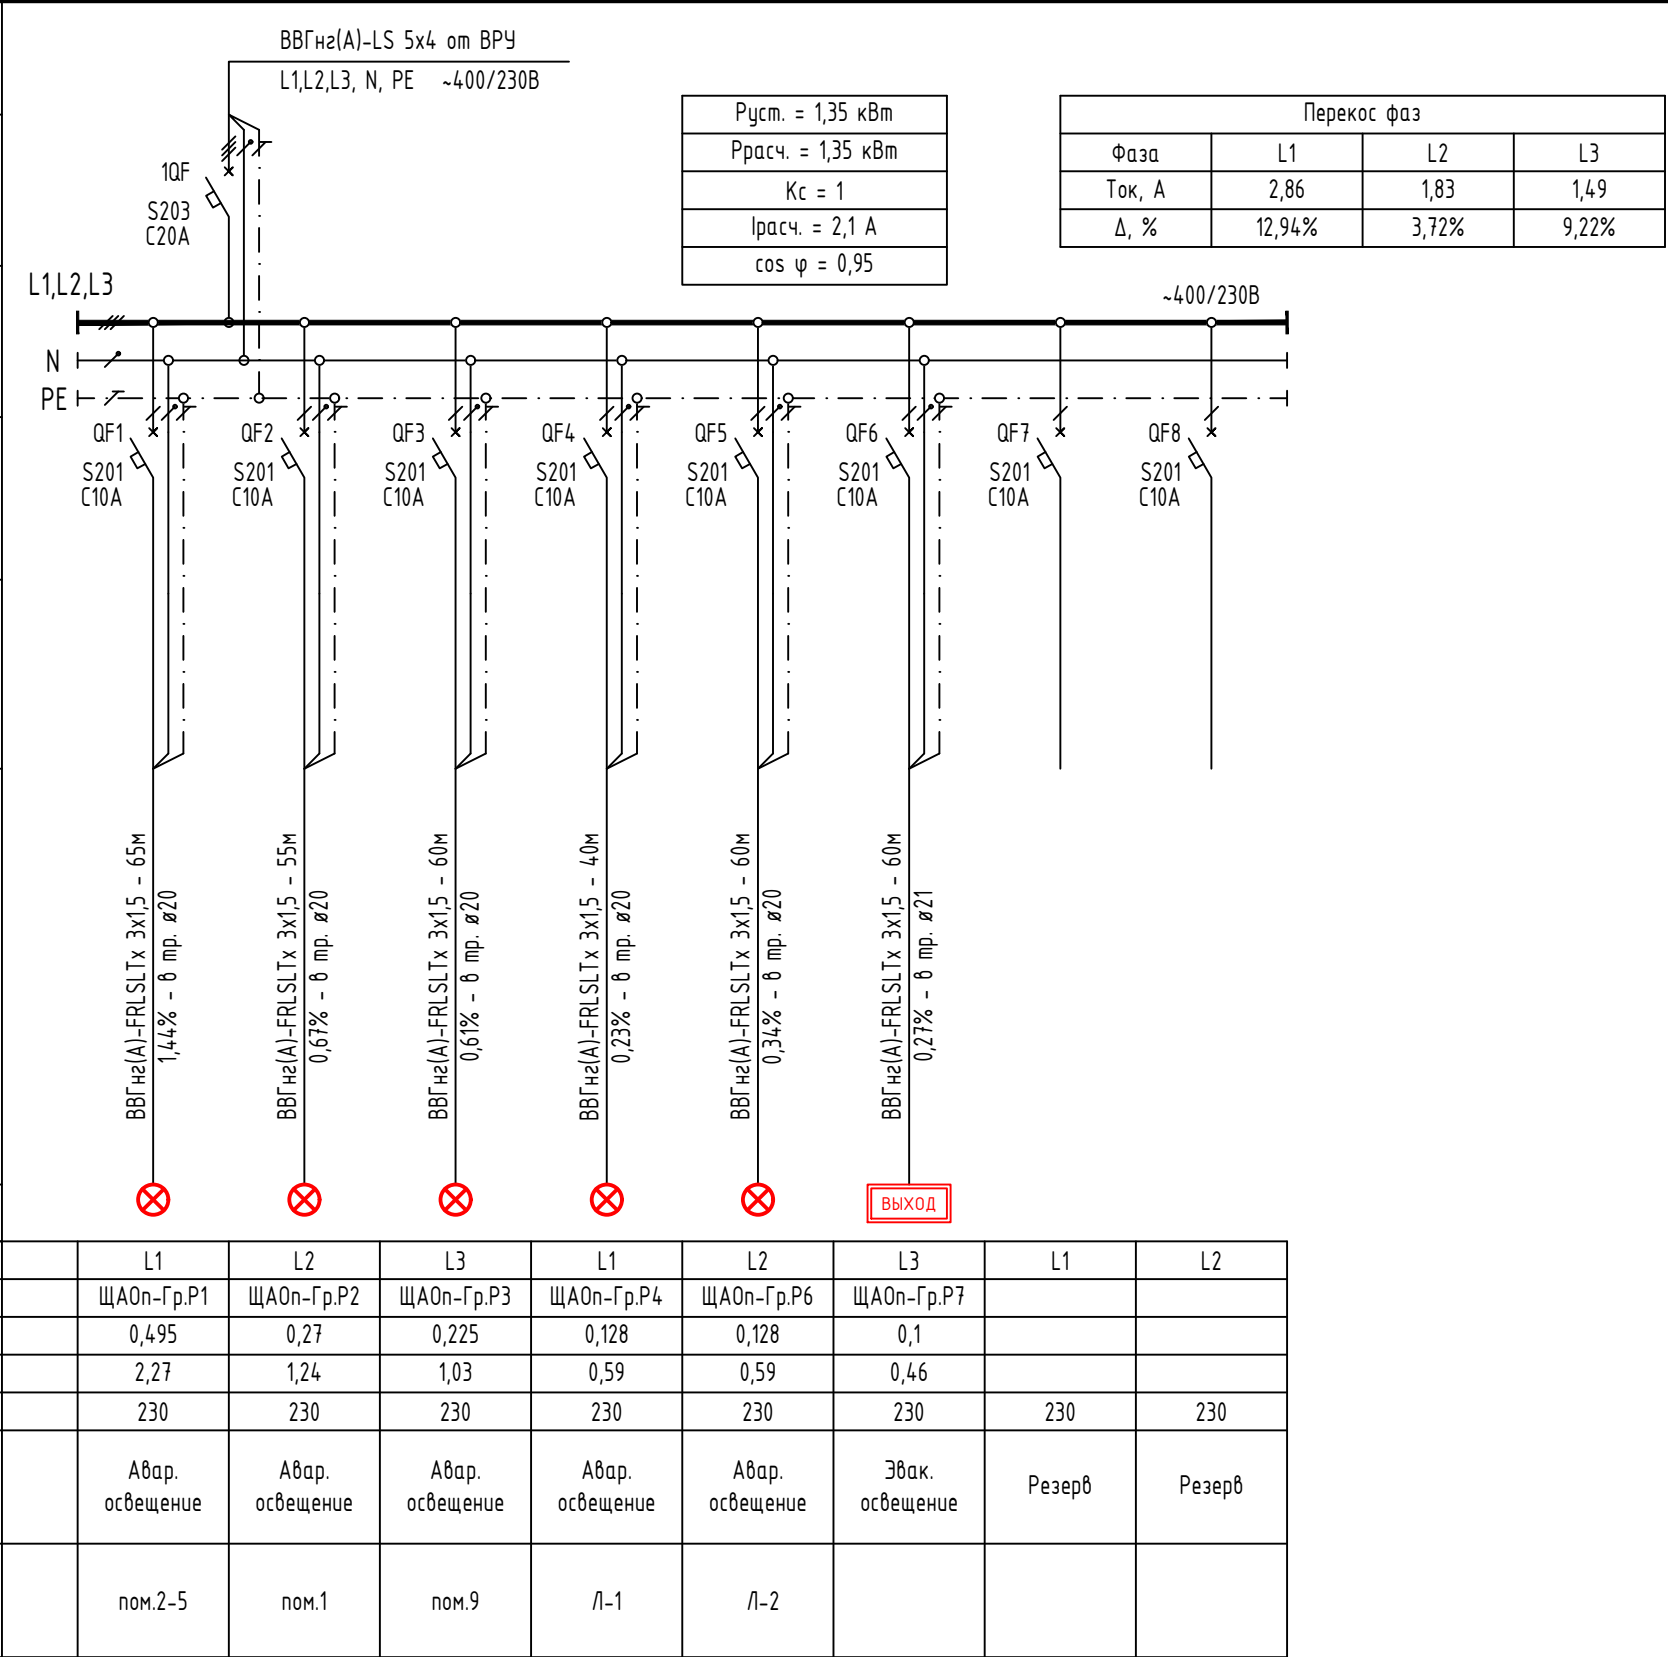 ВВГнг(А)-LS 5x4 от ВРУ
L1,L2,L3, N, PE ~400/230В
1QF
S203
C20A
Pуст. = 1,35 кВт
Pрасч. = 1,35 кВт
Кс = 1
Iрасч. = 2,1 А
cos φ = 0,95
Перекос фаз
Фаза L1 L2 L3
Ток, А 2,86 1,83 1,49
Δ, % 12,94% 3,72% 9,22%
L1,L2,L3
~400/230В
N
PE
QF1 QF2 QF3 QF4 QF5 QF6 QF7 QF8
S201 S201 S201 S201 S201 S201 S201 S201
C10A C10A C10A C10A C10A C10A C10A C10A
ВВГнг(А)-FRLSLTx 3x1,5 - 65м
1,44% - в тр. ø20
ВВГнг(А)-FRLSLTx 3x1,5 - 55м
0,67% - в тр. ø20
ВВГнг(А)-FRLSLTx 3x1,5 - 60м
0,61% - в тр. ø20
ВВГнг(А)-FRLSLTx 3x1,5 - 40м
0,23% - в тр. ø20
ВВГнг(А)-FRLSLTx 3x1,5 - 60м
0,34% - в тр. ø20
ВВГнг(А)-FRLSLTx 3x1,5 - 60м
0,27% - в тр. ø21
ВЫХОД
L1 L2 L3 L1 L2 L3 L1 L2
ЩАОп-Гр.Р1 ЩАОп-Гр.Р2 ЩАОп-Гр.Р3 ЩАОп-Гр.Р4 ЩАОп-Гр.Р6 ЩАОп-Гр.Р7
0,495 0,27 0,225 0,128 0,128 0,1
2,27 1,24 1,03 0,59 0,59 0,46
230 230 230 230 230 230 230 230
Авар. Авар. Авар. Авар. Авар. Эвак.
освещение освещение освещение освещение освещение освещение
Резерв Резерв
пом.2-5 пом.1 пом.9 Л-1 Л-2